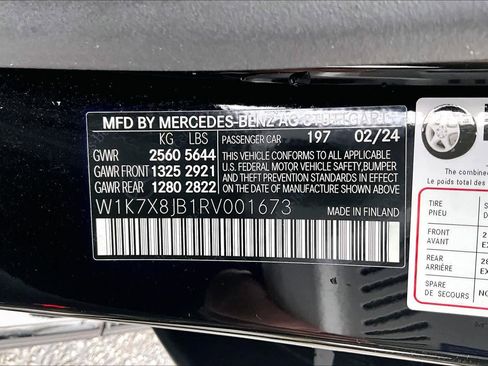 MFD BY MERCEDES-BENZ AG STUTTGART
KG LBS PASSENGER CAR 197 02/24
GVWR 2560 5644
GAWR FRONT 1325 2921
GAWR REAR 1280 2822
THIS VEHICLE CONFORMS TO ALL APPLICABLE
U.S. FEDERAL MOTOR VEHICLE SAFETY,BUMPER
AND THEFT PREVENTION STANDARDS IN EFFECT
ON THE DATE OF MANUFACTURE SHOWN ABOVE.
W1K7X8JB1RV001673 MADE IN FINLAND
The combined
Le poids total des
TIRE
PNEU
FRONT
AVANT
REAR
ARRIÈRE
SPARE
DE SECOURS